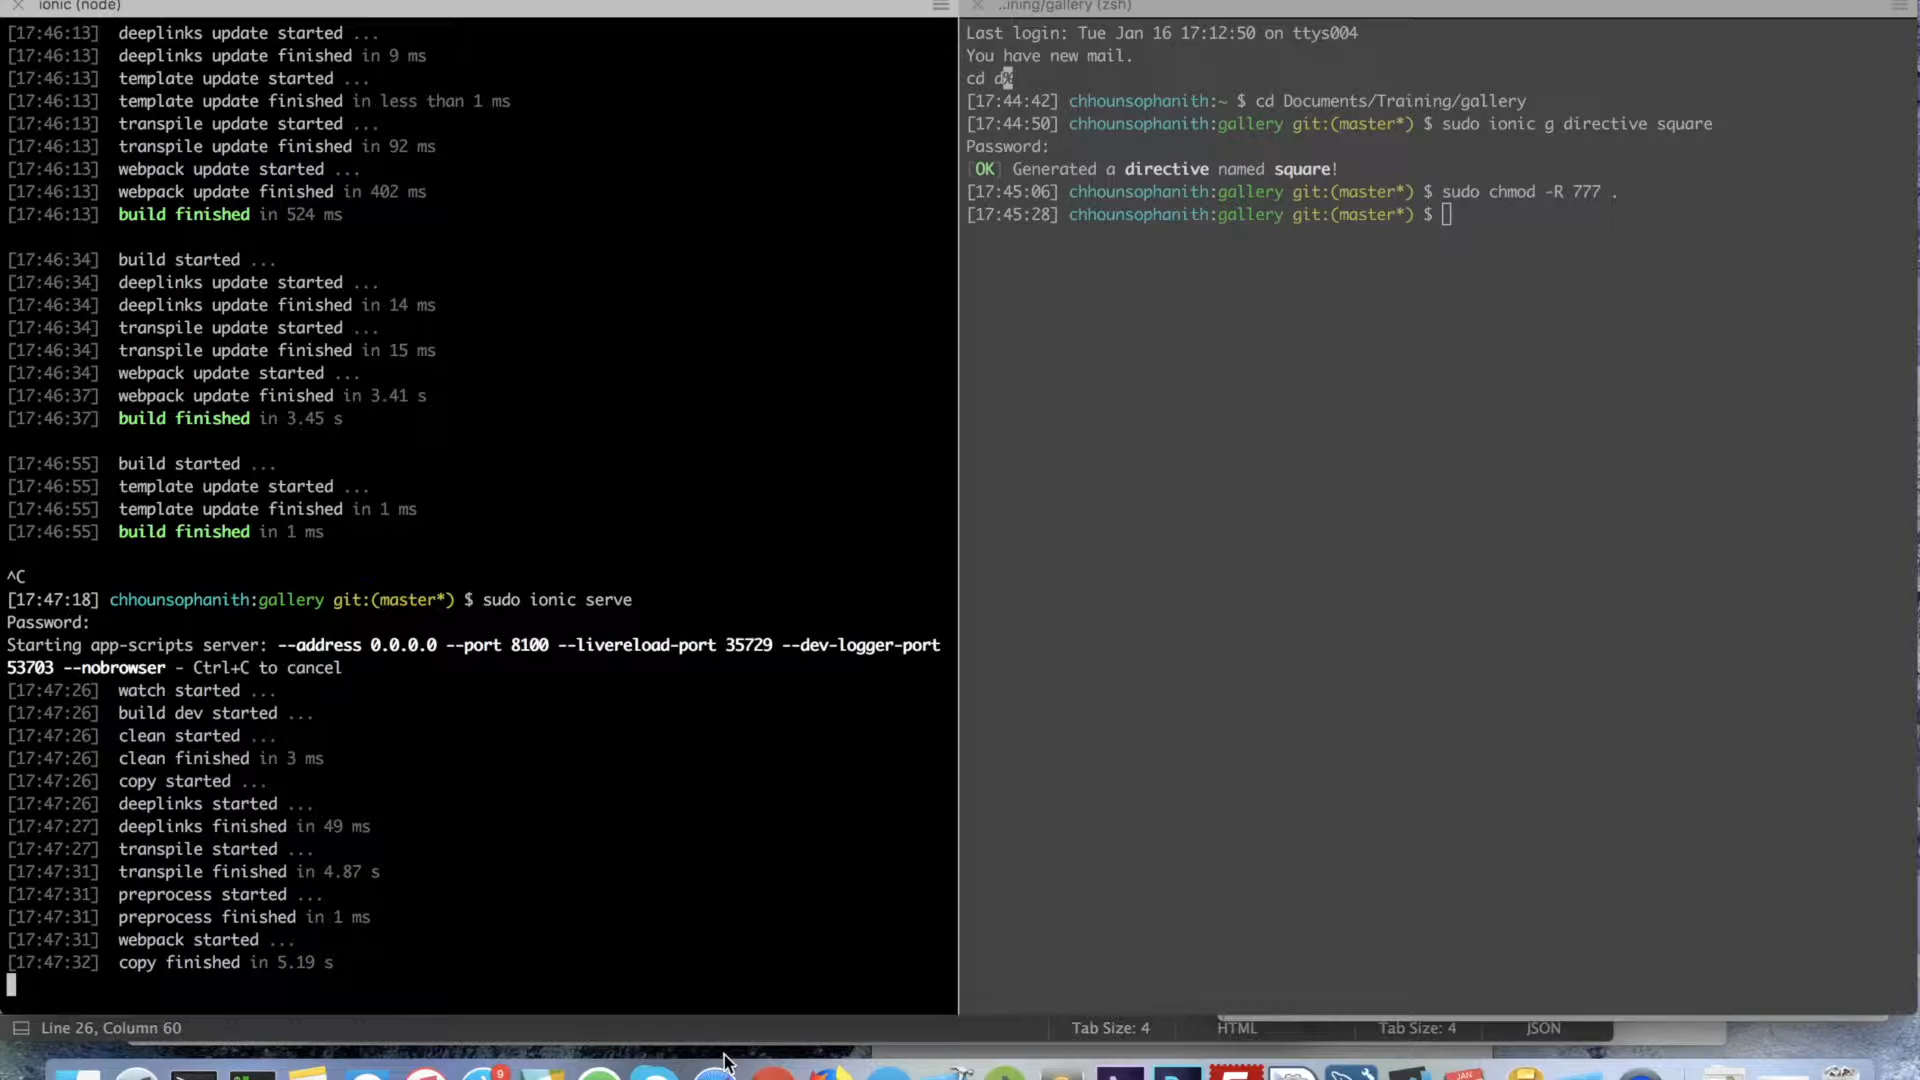 ionic (node)
[17:46:13] deeplinks update started ...
[17:46:13] deeplinks update finished in 9 ms
[17:46:13] template update started ...
[17:46:13] template update finished in less than 1 ms
[17:46:13] transpile update started ...
[17:46:13] transpile update finished in 92 ms
[17:46:13] webpack update started ...
[17:46:13] webpack update finished in 402 ms
[17:46:13] build finished in 524 ms
[17:46:34] build started ...
[17:46:34] deeplinks update started ...
[17:46:34] deeplinks update finished in 14 ms
[17:46:34] transpile update started ...
[17:46:34] transpile update finished in 15 ms
[17:46:34] webpack update started ...
[17:46:37] webpack update finished in 3.41 s
[17:46:37] build finished in 3.45 s
[17:46:55] build started ...
[17:46:55] template update started ...
[17:46:55] template update finished in 1 ms
[17:46:55] build finished in 1 ms
^C
[17:47:18] chhounsophanith:gallery git:(master*) $ sudo ionic serve
Password:
Starting app-scripts server: --address 0.0.0.0 --port 8100 --livereload-port 35729 --dev-logger-port
53703 --nobrowser - Ctrl+C to cancel
[17:47:26] watch started ...
[17:47:26] build dev started ...
[17:47:26] clean started ...
[17:47:26] clean finished in 3 ms
[17:47:26] copy started ...
[17:47:26] deeplinks started ...
[17:47:27] deeplinks finished in 49 ms
[17:47:27] transpile started ...
[17:47:31] transpile finished in 4.87 s
[17:47:31] preprocess started ...
[17:47:31] preprocess finished in 1 ms
[17:47:31] webpack started ...
[17:47:32] copy finished in 5.19 s
..ining/gallery (zsh)
Last login: Tue Jan 16 17:12:50 on ttys004
You have new mail.
cd d%
[17:44:42] chhounsophanith:~ $ cd Documents/Training/gallery
[17:44:50] chhounsophanith:gallery git:(master*) $ sudo ionic g directive square
Password:
[OK] Generated a directive named square!
[17:45:06] chhounsophanith:gallery git:(master*) $ sudo chmod -R 777 .
[17:45:28] chhounsophanith:gallery git:(master*) $
Line 26, Column 60
Tab Size: 4
HTML
Tab Size: 4
JSON
9
JAN